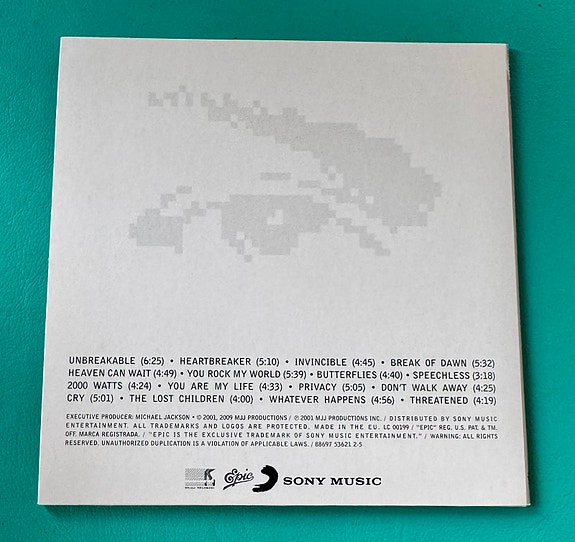 UNBREAKABLE (6:25) • HEARTBREAKER (5:10) • INVINCIBLE (4:45) • BREAK OF DAWN (5:32)
HEAVEN CAN WAIT (4:49) • YOU ROCK MY WORLD (5:39) • BUTTERFLIES (4:40) • SPEECHLESS (3:18)
2000 WATTS (4:24) • YOU ARE MY LIFE (4:33) • PRIVACY (5:05) • DON'T WALK AWAY (4:25)
CRY (5:01) • THE LOST CHILDREN (4:00) • WHATEVER HAPPENS (4:56) • THREATENED (4:19)
EXECUTIVE PRODUCER: MICHAEL JACKSON • © 2001, 2009 MJJ PRODUCTIONS / ℗ 2001 MJJ PRODUCTIONS INC. / DISTRIBUTED BY SONY MUSIC
ENTERTAINMENT. ALL TRADEMARKS AND LOGOS ARE PROTECTED. MADE IN THE EU. LC 00199 / "EPIC" REG. U.S. PAT. & TM.
OFF. MARCA REGISTRADA. / "EPIC IS THE EXCLUSIVE TRADEMARK OF SONY MUSIC ENTERTAINMENT." / WARNING: ALL RIGHTS
RESERVED. UNAUTHORIZED DUPLICATION IS A VIOLATION OF APPLICABLE LAWS. / 88697 53621 2-5
Epic SONY MUSIC